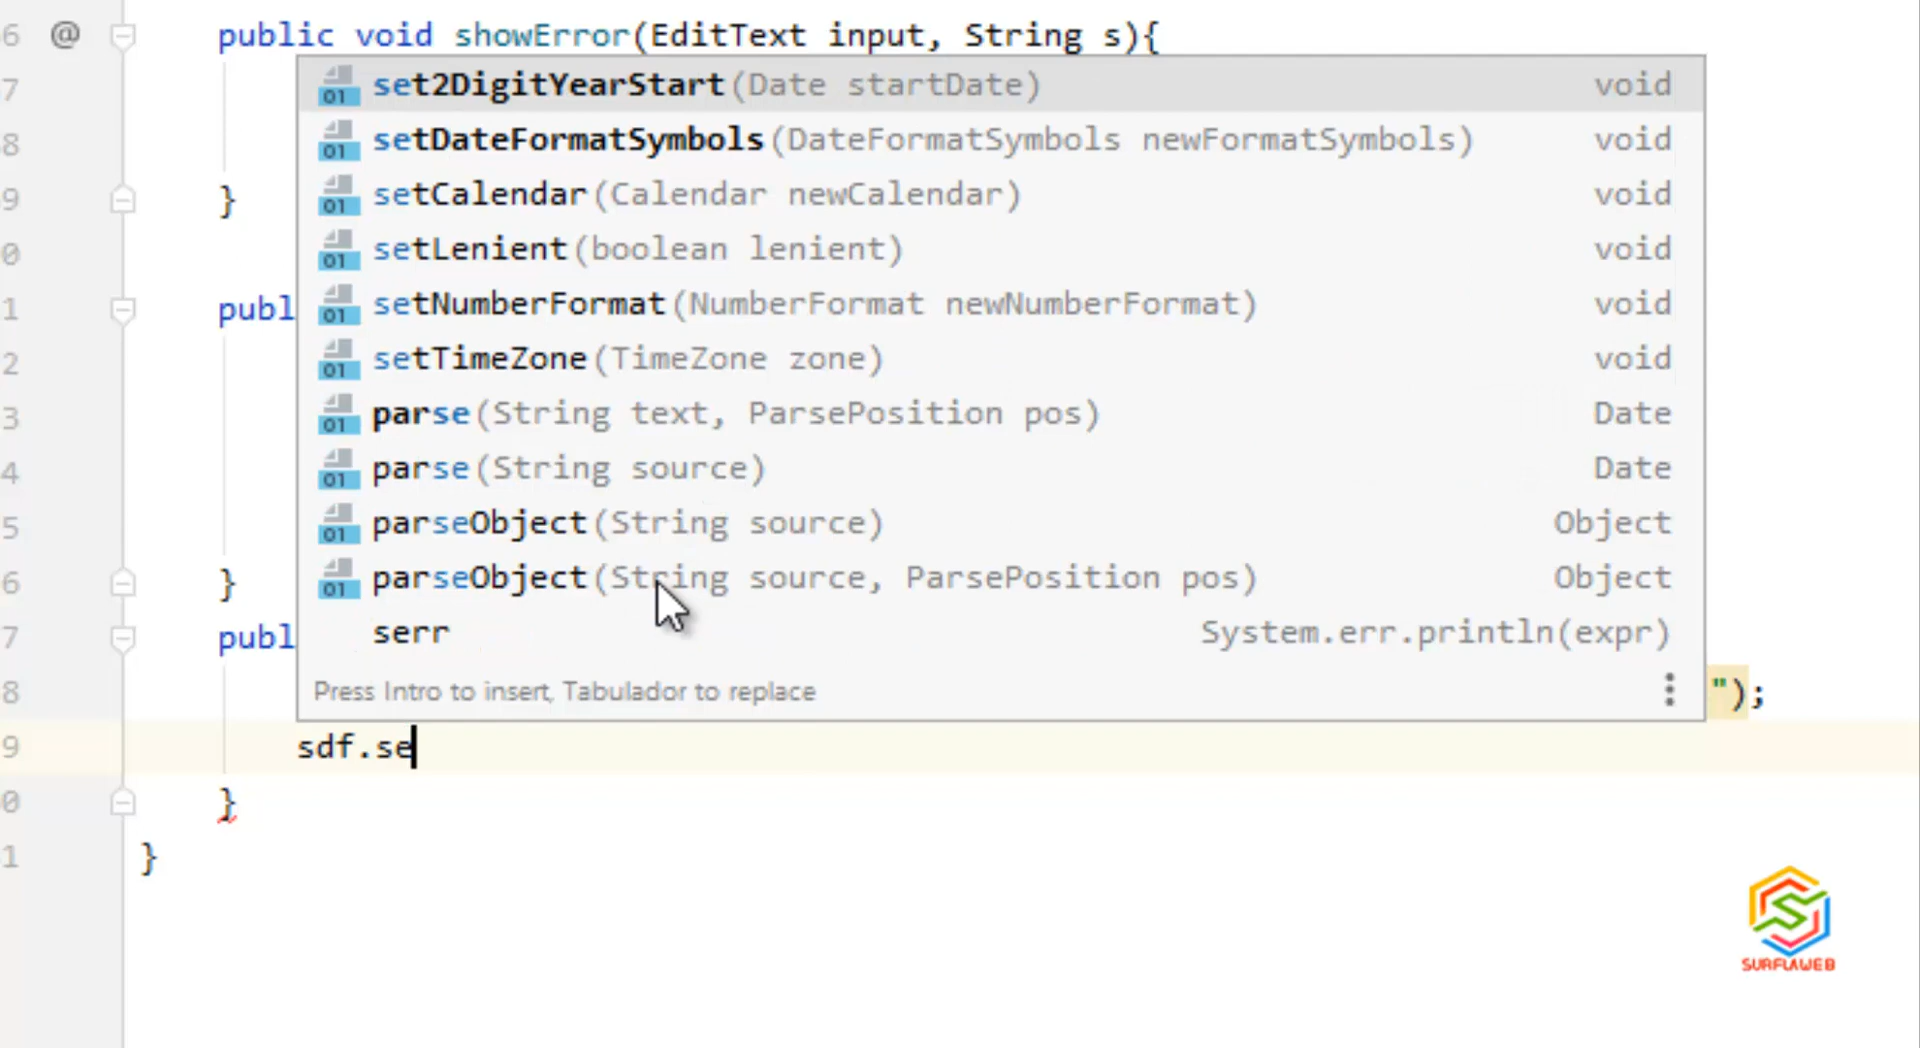 6 @ public void showError(EditText input, String s){
7 set2DigitYearStart(Date startDate) void
8 setDateFormatSymbols(DateFormatSymbols newFormatSymbols) void
9 } setCalendar(Calendar newCalendar) void
0 setLenient(boolean lenient) void
1 publ setNumberFormat(NumberFormat newNumberFormat) void
2 setTimeZone(TimeZone zone) void
3 parse(String text, ParsePosition pos) Date
4 parse(String source) Date
5 parseObject(String source) Object
6 } parseObject(String source, ParsePosition pos) Object
7 publ serr System.err.println(expr)
8 Press Intro to insert, Tabulador to replace ");
9 sdf.se
0 }
1 }
SURFLAWEB